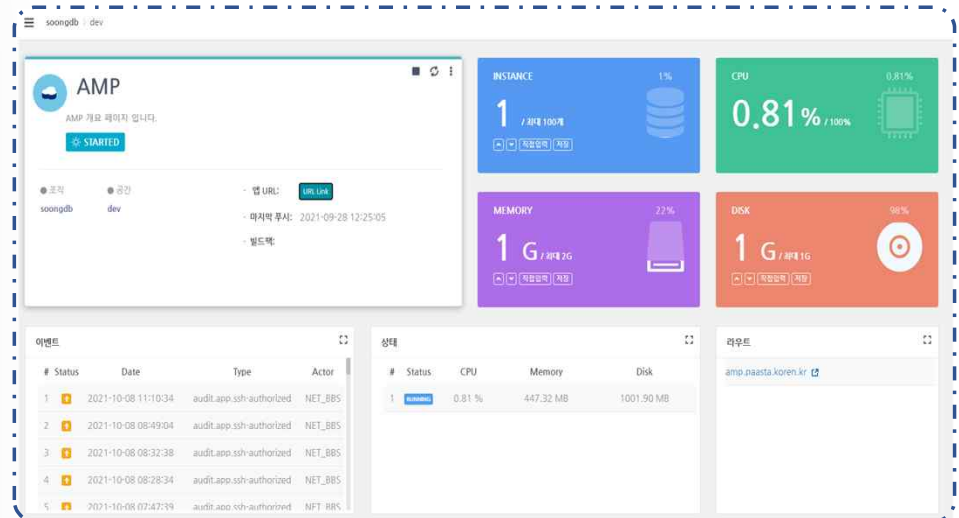 soongdb / dev
AMP
AMP 개요 페이지 입니다.
STARTED
조직
공간
soongdb
dev
- 앱 URL: URL Link
- 마지막 푸시: 2021-09-28 12:25:05
- 빌드팩:
INSTANCE 1%
1 / 최대 100개
직접입력 저장
CPU 0.81%
0.81% / 100%
MEMORY 22%
1 G / 최대 2G
직접입력 저장
DISK 98%
1 G / 최대 1G
직접입력 저장
이벤트
# Status Date Type Actor
1 2021-10-08 11:10:34 audit.app.ssh-authorized NET_BBS
2 2021-10-08 08:49:04 audit.app.ssh-authorized NET_BBS
3 2021-10-08 08:32:38 audit.app.ssh-authorized NET_BBS
4 2021-10-08 08:28:34 audit.app.ssh-authorized NET_BBS
5 2021-10-08 07:47:39 audit.app.ssh-authorized NET_BBS
상태
# Status CPU Memory Disk
1 RUNNING 0.81 % 447.32 MB 1001.90 MB
라우트
amp.paasta.koren.kr